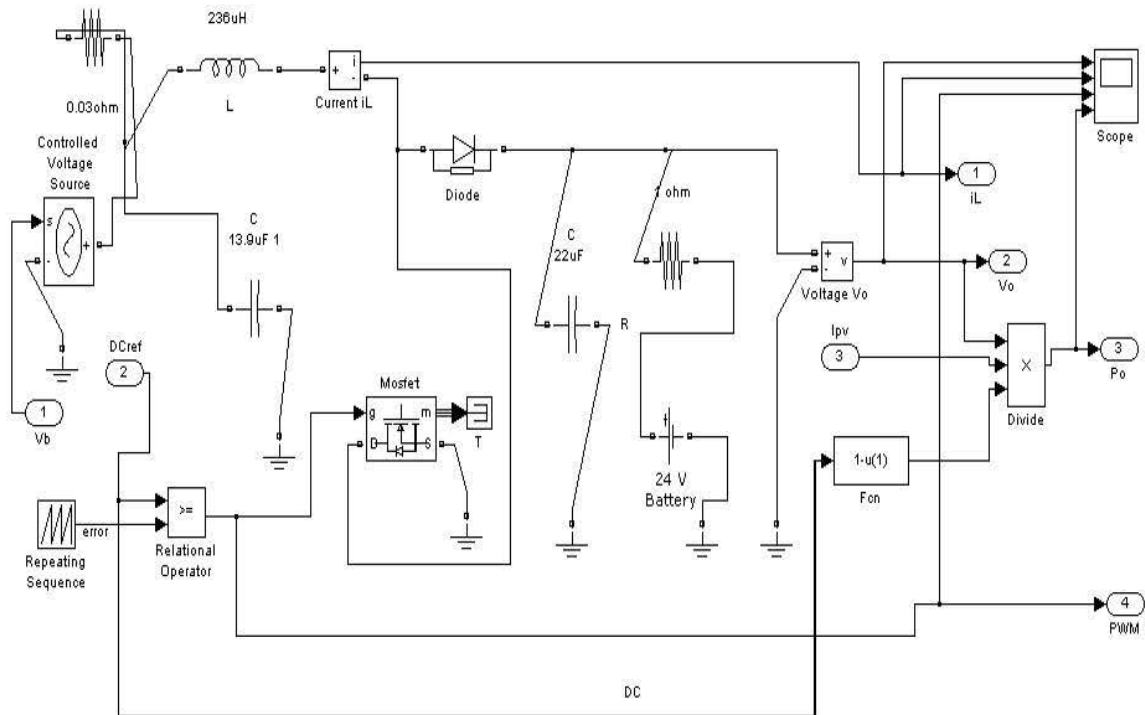 236uH
0.03ohm
L
+
i
-
Current iL
Scope
Controlled
Voltage
Source
s
-
+
Diode
1 ohm
1
iL
C
13.9uF 1
C
22uF
+
-
v
Voltage Vo
2
Vo
R
DCref
2
Ipv
3
X
Divide
3
Po
1
Vb
Mosfet
g
m
D
S
T
+
24 V
Battery
1-u(1)
Fcn
>=
error
Relational
Operator
Repeating
Sequence
4
PWM
DC